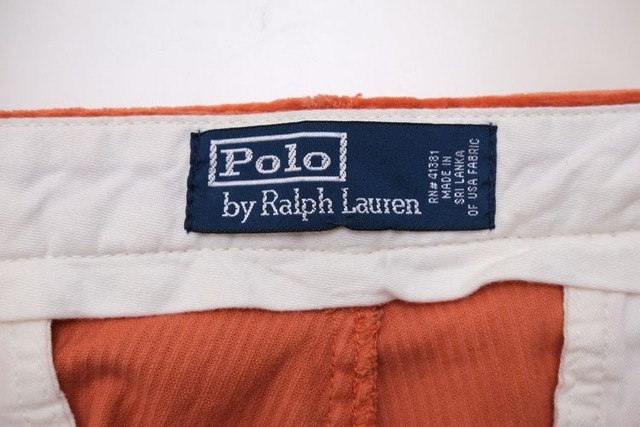 Polo
by Ralph Lauren
RN# 41381
MADE IN
SRI LANKA
OF USA FABRIC